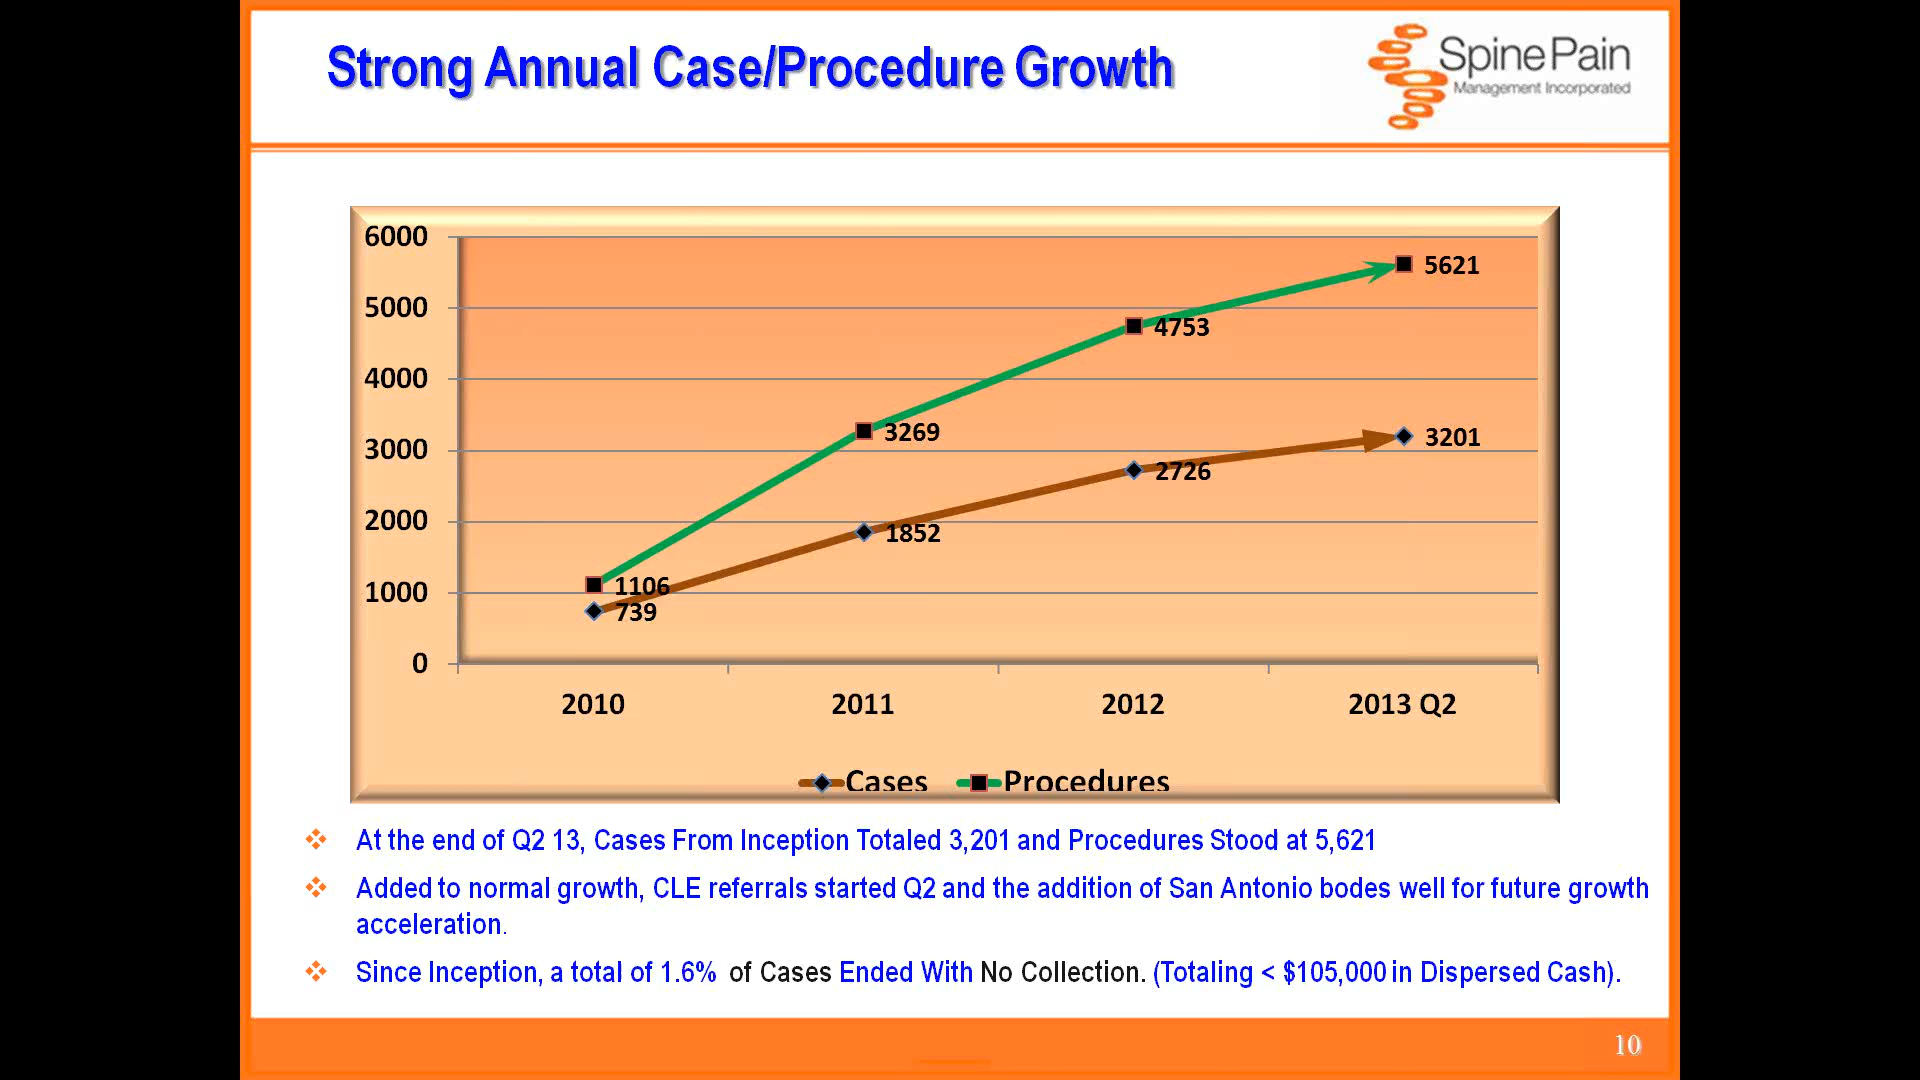 Strong Annual Case/Procedure Growth
Spine Pain
Management Incorporated
6000
5000
4000
3000
2000
1000
0
5621
4753
3269
1106
3201
2726
1852
739
2010 2011 2012 2013 Q2
Cases Procedures
At the end of Q2 13, Cases From Inception Totaled 3,201 and Procedures Stood at 5,621
Added to normal growth, CLE referrals started Q2 and the addition of San Antonio bodes well for future growth
acceleration.
Since Inception, a total of 1.6% of Cases Ended With No Collection. (Totaling < $105,000 in Dispersed Cash).
10